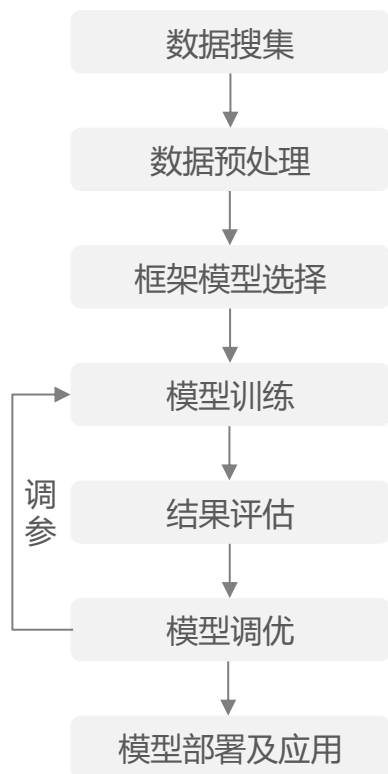 数据搜集
数据预处理
框架模型选择
模型训练
调
参
结果评估
模型调优
模型部署及应用